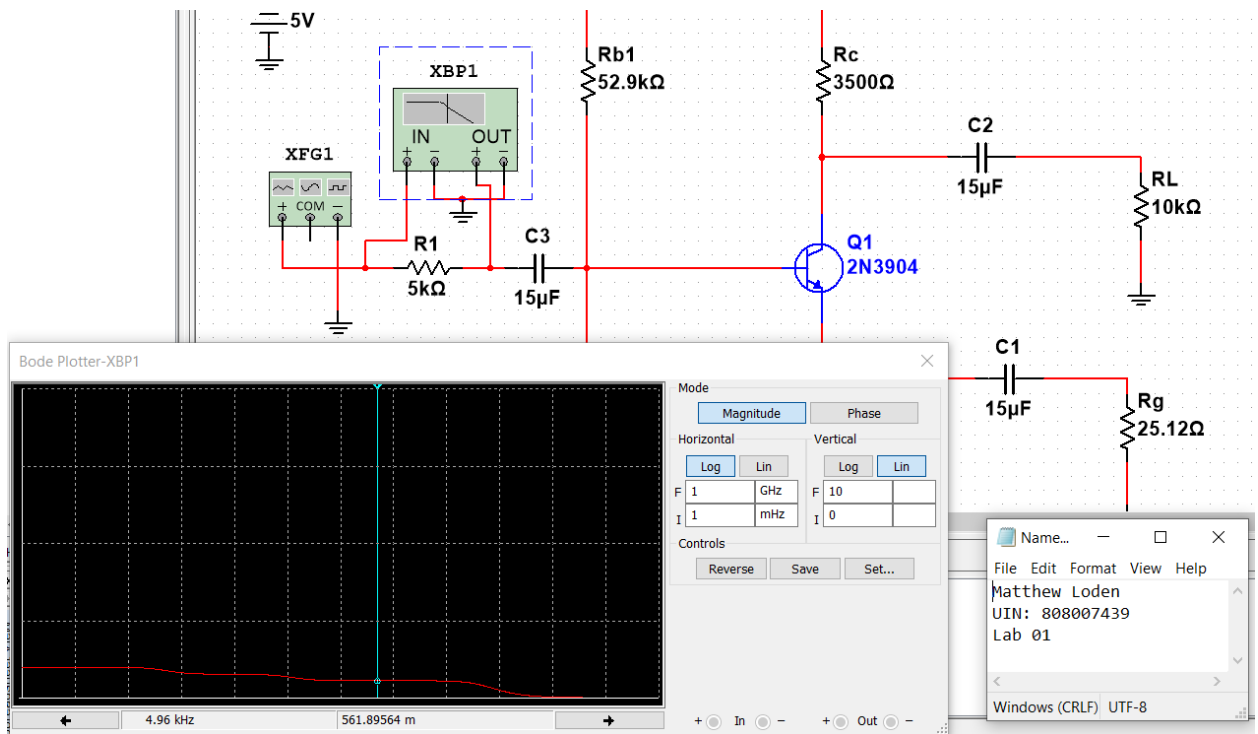 5V
XBP1
IN OUT
+ − + −
Rb1
52.9kΩ
Rc
3500Ω
XFG1
COM
+ −
R1
5kΩ
C3
15µF
C2
15µF
RL
10kΩ
Q1
2N3904
C1
15µF
Rg
25.12Ω
Bode Plotter-XBP1
Mode
Magnitude Phase
Horizontal Vertical
Log Lin Log Lin
F 1 GHz F 10
I 1 mHz I 0
Controls
Reverse Save Set...
4.96 kHz 561.89564 m
+ In − + Out −
Name...
File Edit Format View Help
Matthew Loden
UIN: 808007439
Lab 01
Windows (CRLF) UTF-8